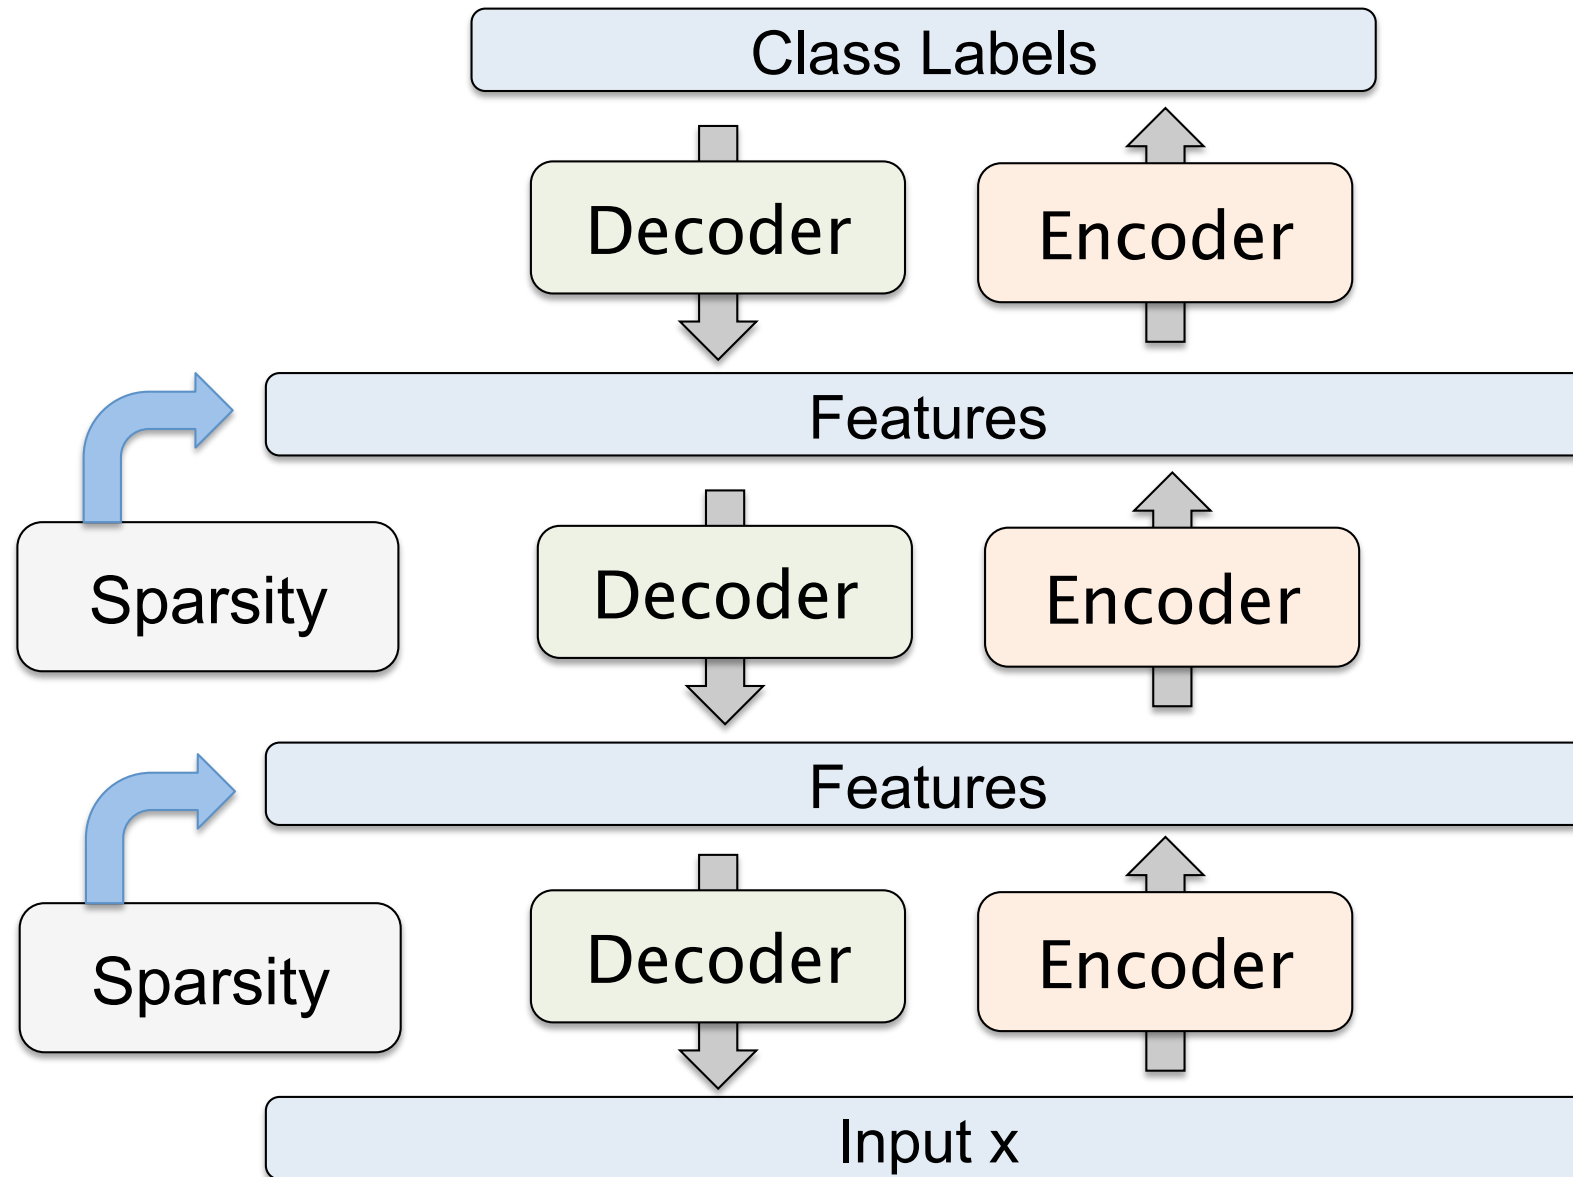 Class Labels
Decoder
Encoder
Features
Sparsity
Decoder
Encoder
Features
Sparsity
Decoder
Encoder
Input x